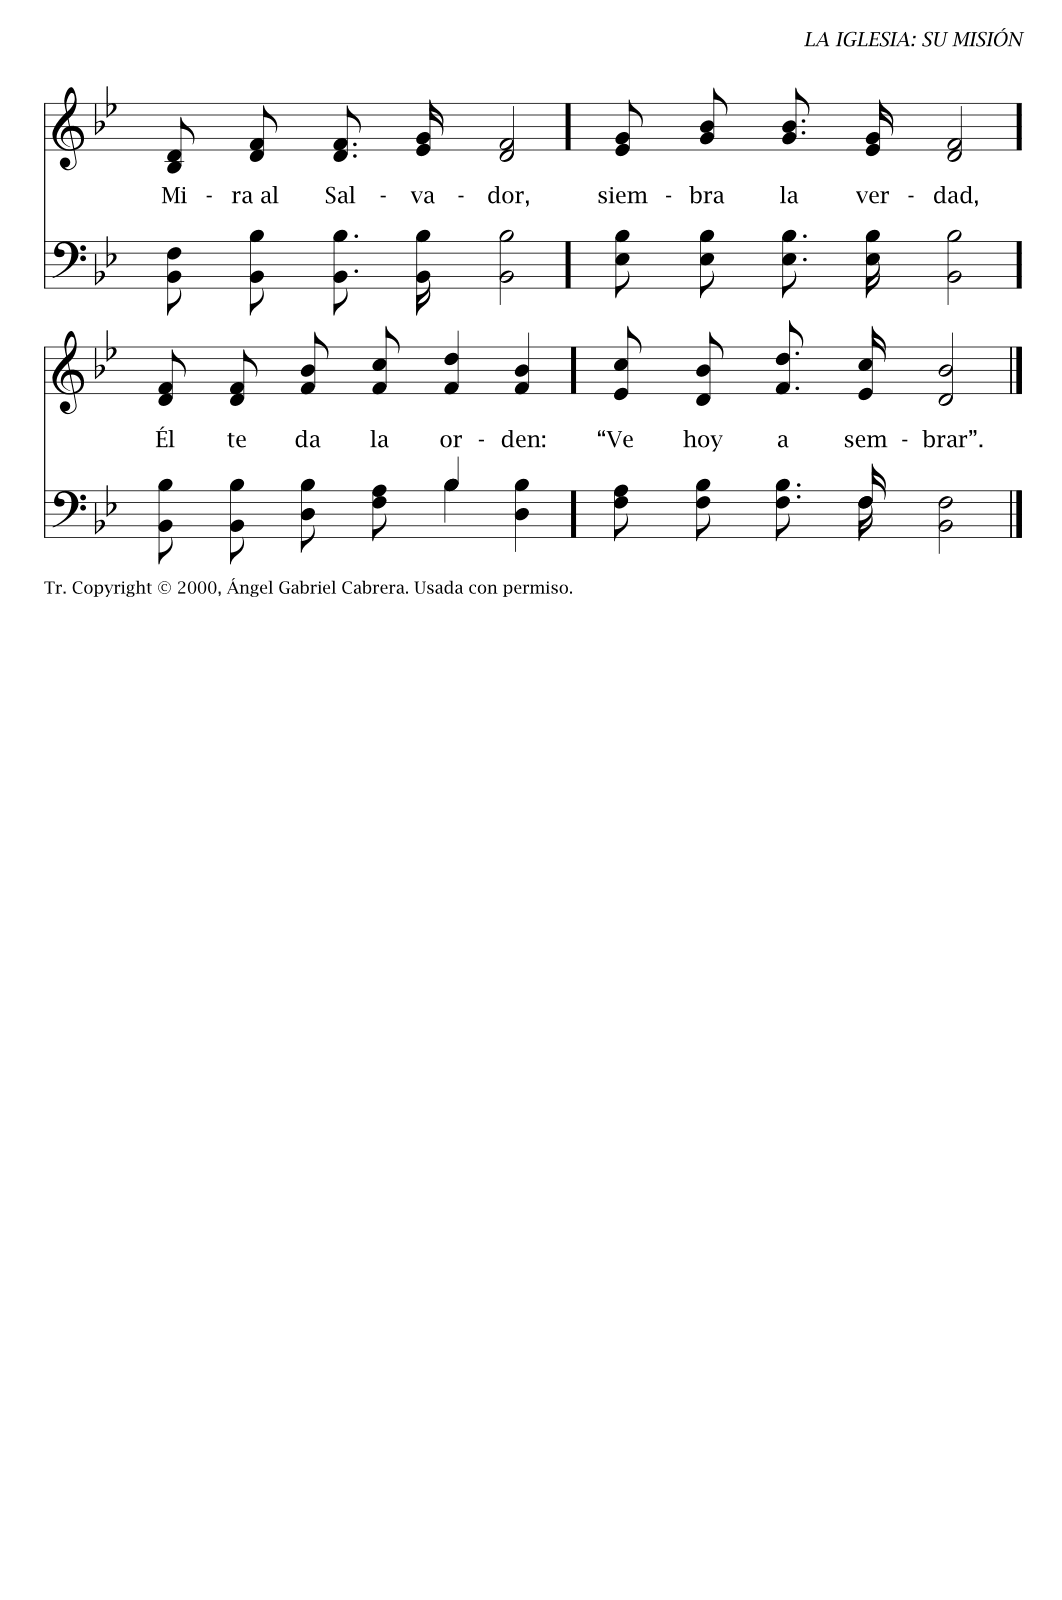 LA IGLESIA: SU MISIÓN
Mi - ra al Sal - va - dor, siem - bra la ver - dad,
Él te da la or - den: “Ve hoy a sem - brar”.
Tr. Copyright © 2000, Ángel Gabriel Cabrera. Usada con permiso.